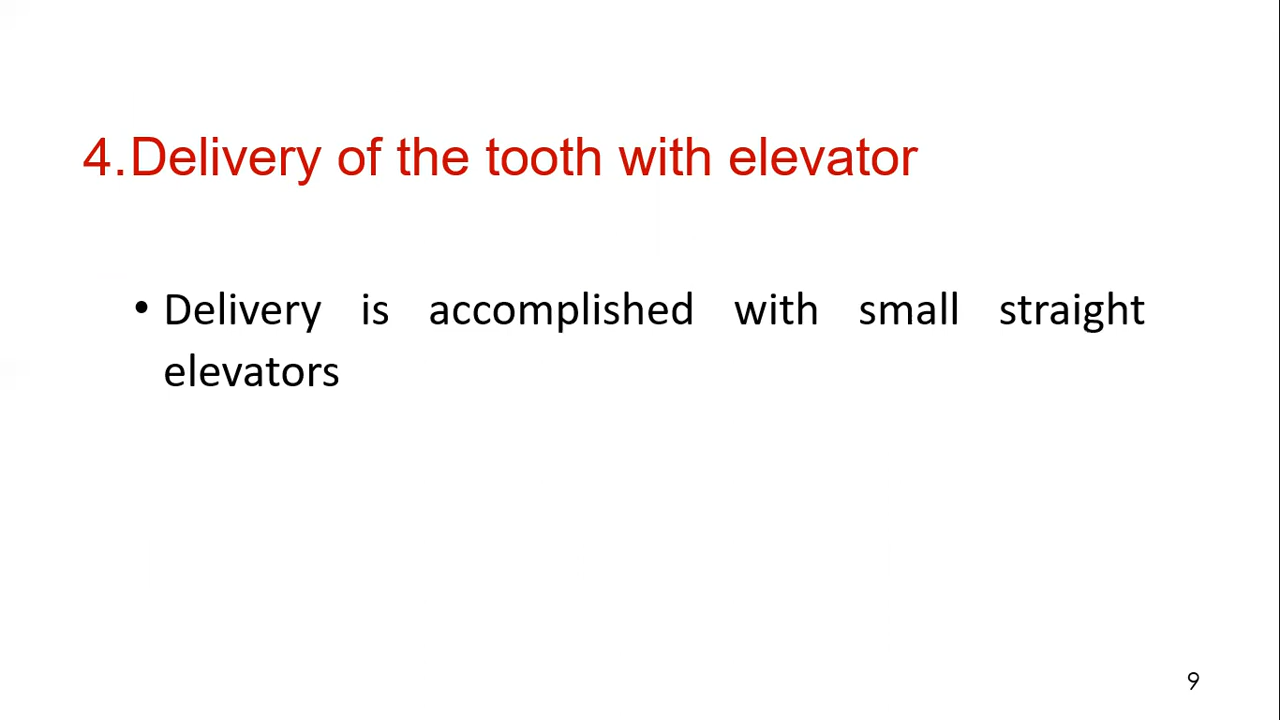 4.Delivery of the tooth with elevator
• Delivery is accomplished with small straight
elevators
9